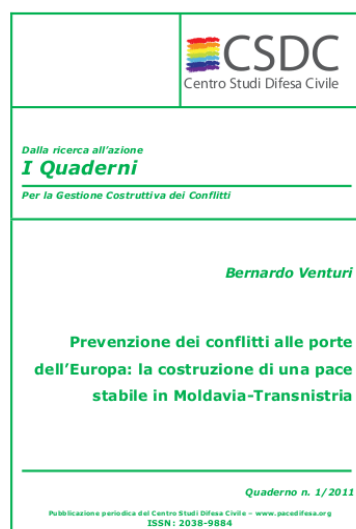 CSDC
Centro Studi Difesa Civile
Dalla ricerca all'azione
I Quaderni
Per la Gestione Costruttiva dei Conflitti
Bernardo Venturi
Prevenzione dei conflitti alle porte
dell'Europa: la costruzione di una pace
stabile in Moldavia-Transnistria
Quaderno n. 1/2011
Pubblicazione periodica del Centro Studi Difesa Civile – www.pacedifesa.org
ISSN: 2038-9884